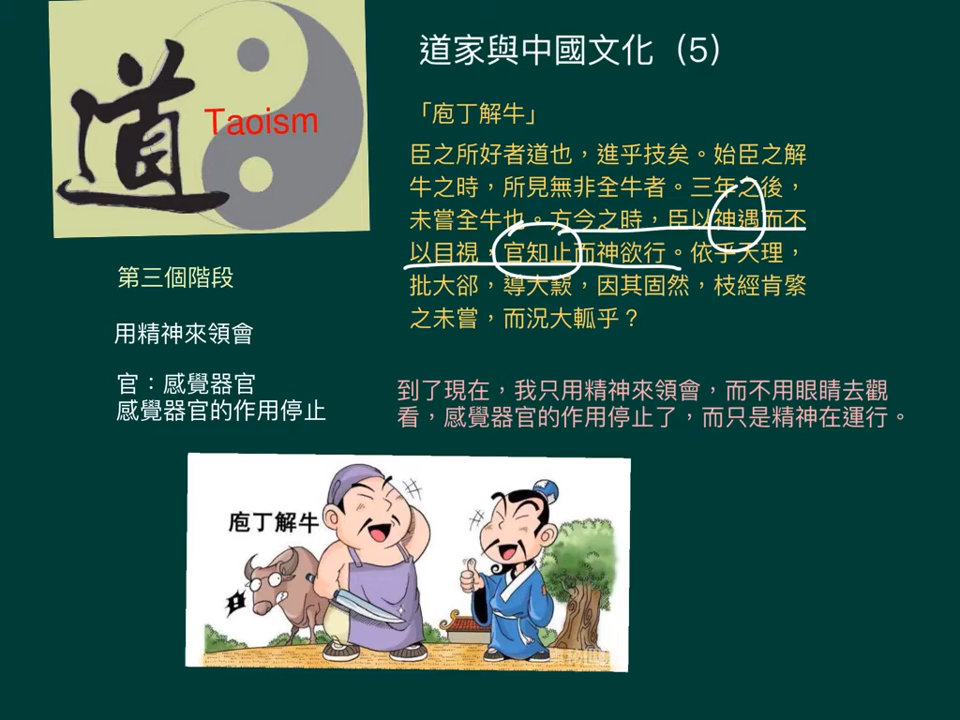 道
Taoism
道家與中國文化（5）
「庖丁解牛」
臣之所好者道也，進乎技矣。始臣之解
牛之時，所見無非全牛者。三年之後，
未嘗全牛也。方今之時，臣以神遇而不
以目視，官知止而神欲行。依乎天理，
批大郤，導大窾，因其固然，枝經肯綮
之未嘗，而況大軱乎？
第三個階段
用精神來領會
官：感覺器官
感覺器官的作用停止
到了現在，我只用精神來領會，而不用眼睛去觀
看，感覺器官的作用停止了，而只是精神在運行。
庖丁解牛